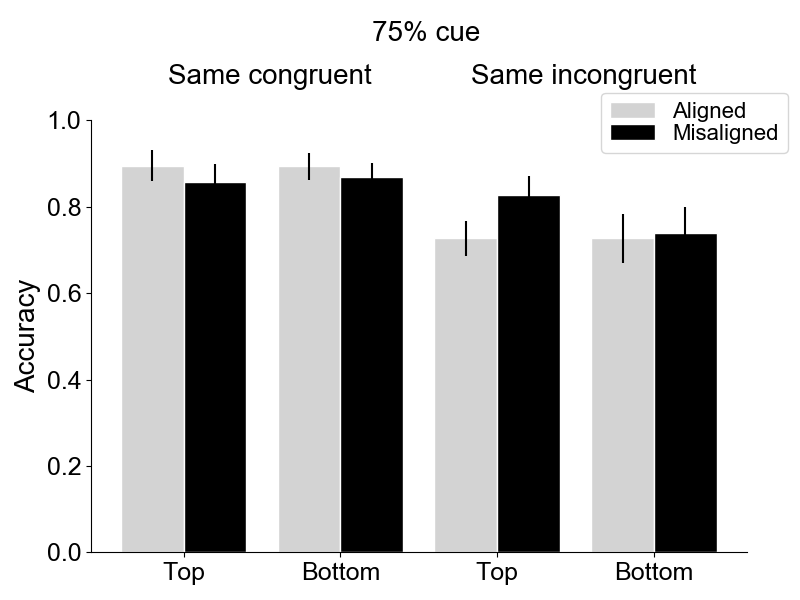 75% cue
Same congruent
Same incongruent
Aligned
Misaligned
1.0
0.8
0.6
0.4
0.2
0.0
Accuracy
Top
Bottom
Top
Bottom